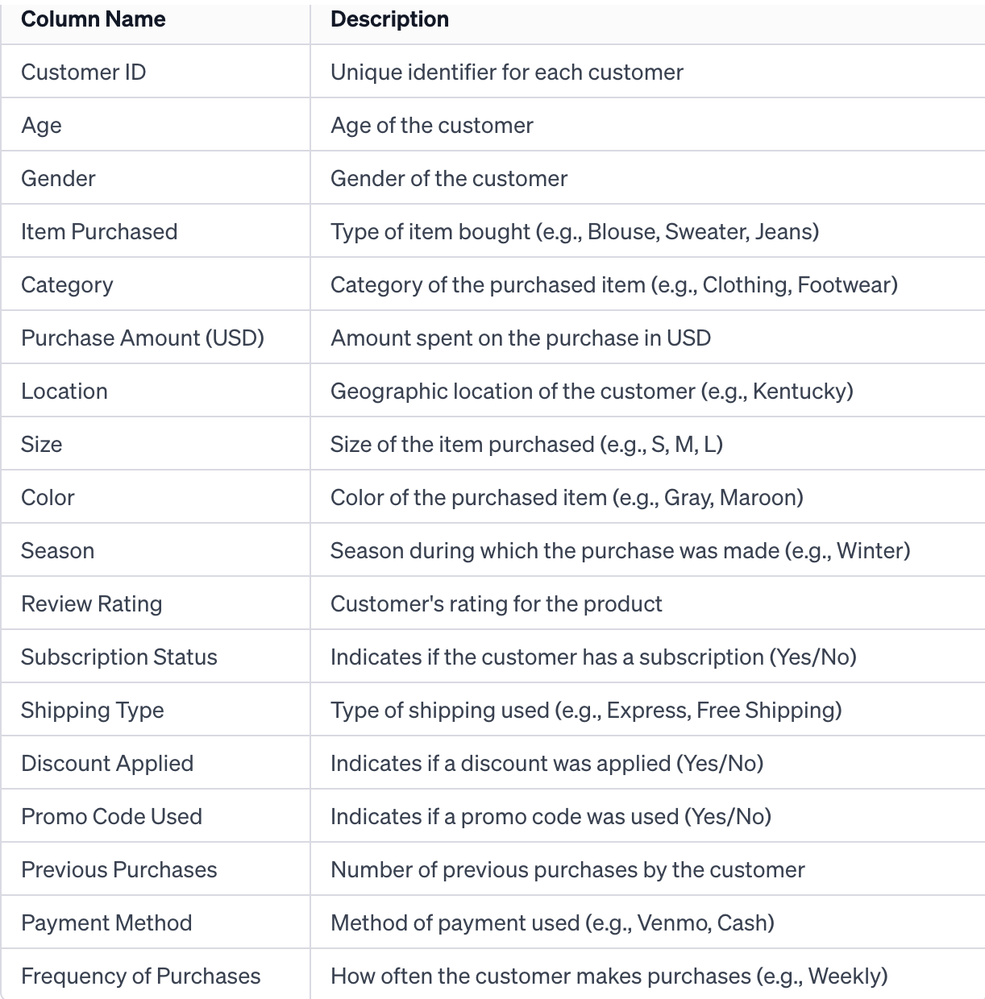 Column Name Description
Customer ID Unique identifier for each customer
Age Age of the customer
Gender Gender of the customer
Item Purchased Type of item bought (e.g., Blouse, Sweater, Jeans)
Category Category of the purchased item (e.g., Clothing, Footwear)
Purchase Amount (USD) Amount spent on the purchase in USD
Location Geographic location of the customer (e.g., Kentucky)
Size Size of the item purchased (e.g., S, M, L)
Color Color of the purchased item (e.g., Gray, Maroon)
Season Season during which the purchase was made (e.g., Winter)
Review Rating Customer's rating for the product
Subscription Status Indicates if the customer has a subscription (Yes/No)
Shipping Type Type of shipping used (e.g., Express, Free Shipping)
Discount Applied Indicates if a discount was applied (Yes/No)
Promo Code Used Indicates if a promo code was used (Yes/No)
Previous Purchases Number of previous purchases by the customer
Payment Method Method of payment used (e.g., Venmo, Cash)
Frequency of Purchases How often the customer makes purchases (e.g., Weekly)